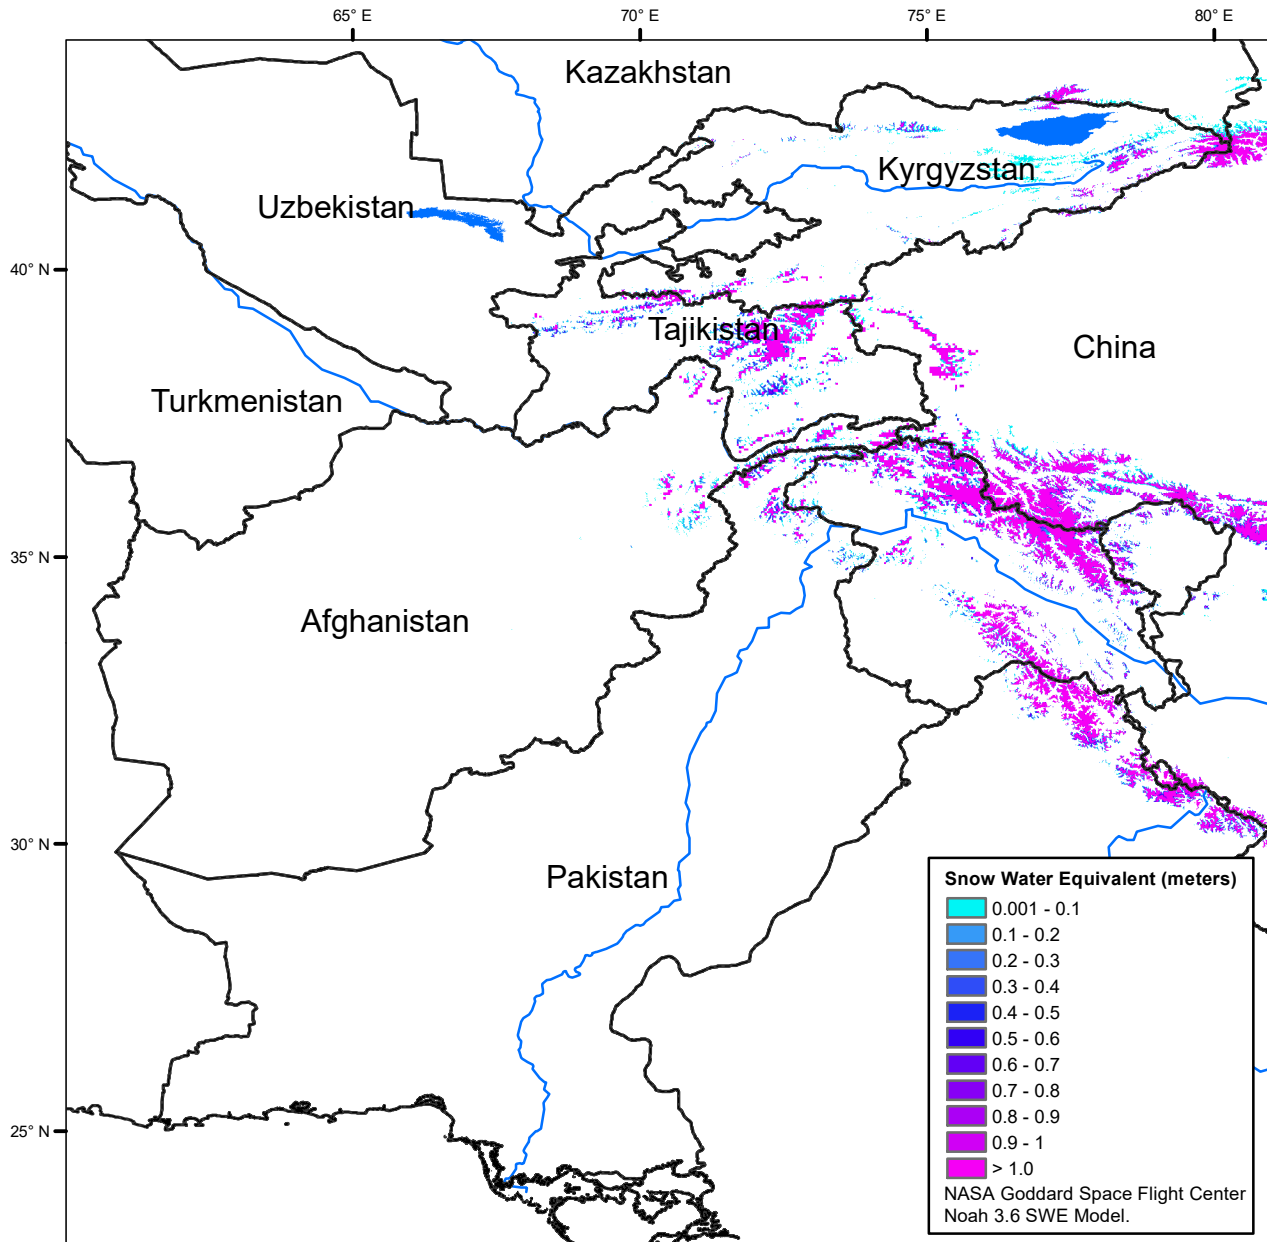 65° E
70° E
75° E
80° E
Kazakhstan
Kyrgyzstan
Uzbekistan
40° N
Tajikistan
China
Turkmenistan
35° N
Afghanistan
30° N
Pakistan
25° N
Snow Water Equivalent (meters)
0.001 - 0.1
0.1 - 0.2
0.2 - 0.3
0.3 - 0.4
0.4 - 0.5
0.5 - 0.6
0.6 - 0.7
0.7 - 0.8
0.8 - 0.9
0.9 - 1
> 1.0
NASA Goddard Space Flight Center
Noah 3.6 SWE Model.